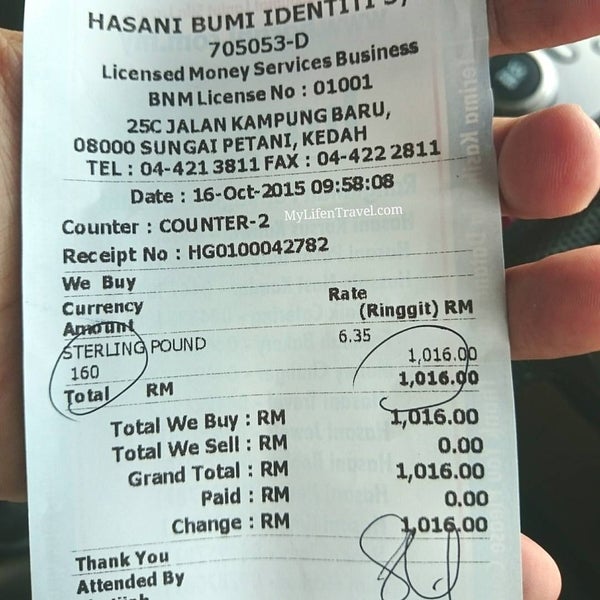 HASANI BUMI IDENTITI
705053-D
Licensed Money Services Business
BNM License No : 01001
25C JALAN KAMPUNG BARU,
08000 SUNGAI PETANI, KEDAH
TEL : 04-421 3811 FAX : 04-422 2811
Date : 16-Oct-2015 09:58:08
MyLifenTravel.com
Counter : COUNTER-2
Receipt No : HG0100042782
We Buy
Currency Rate (Ringgit) RM
Amount
STERLING POUND 6.35 1,016.00
160
Total RM 1,016.00
Total We Buy : RM 1,016.00
Total We Sell : RM 0.00
Grand Total : RM 1,016.00
Paid : RM 0.00
Change : RM 1,016.00
Thank You
Attended By